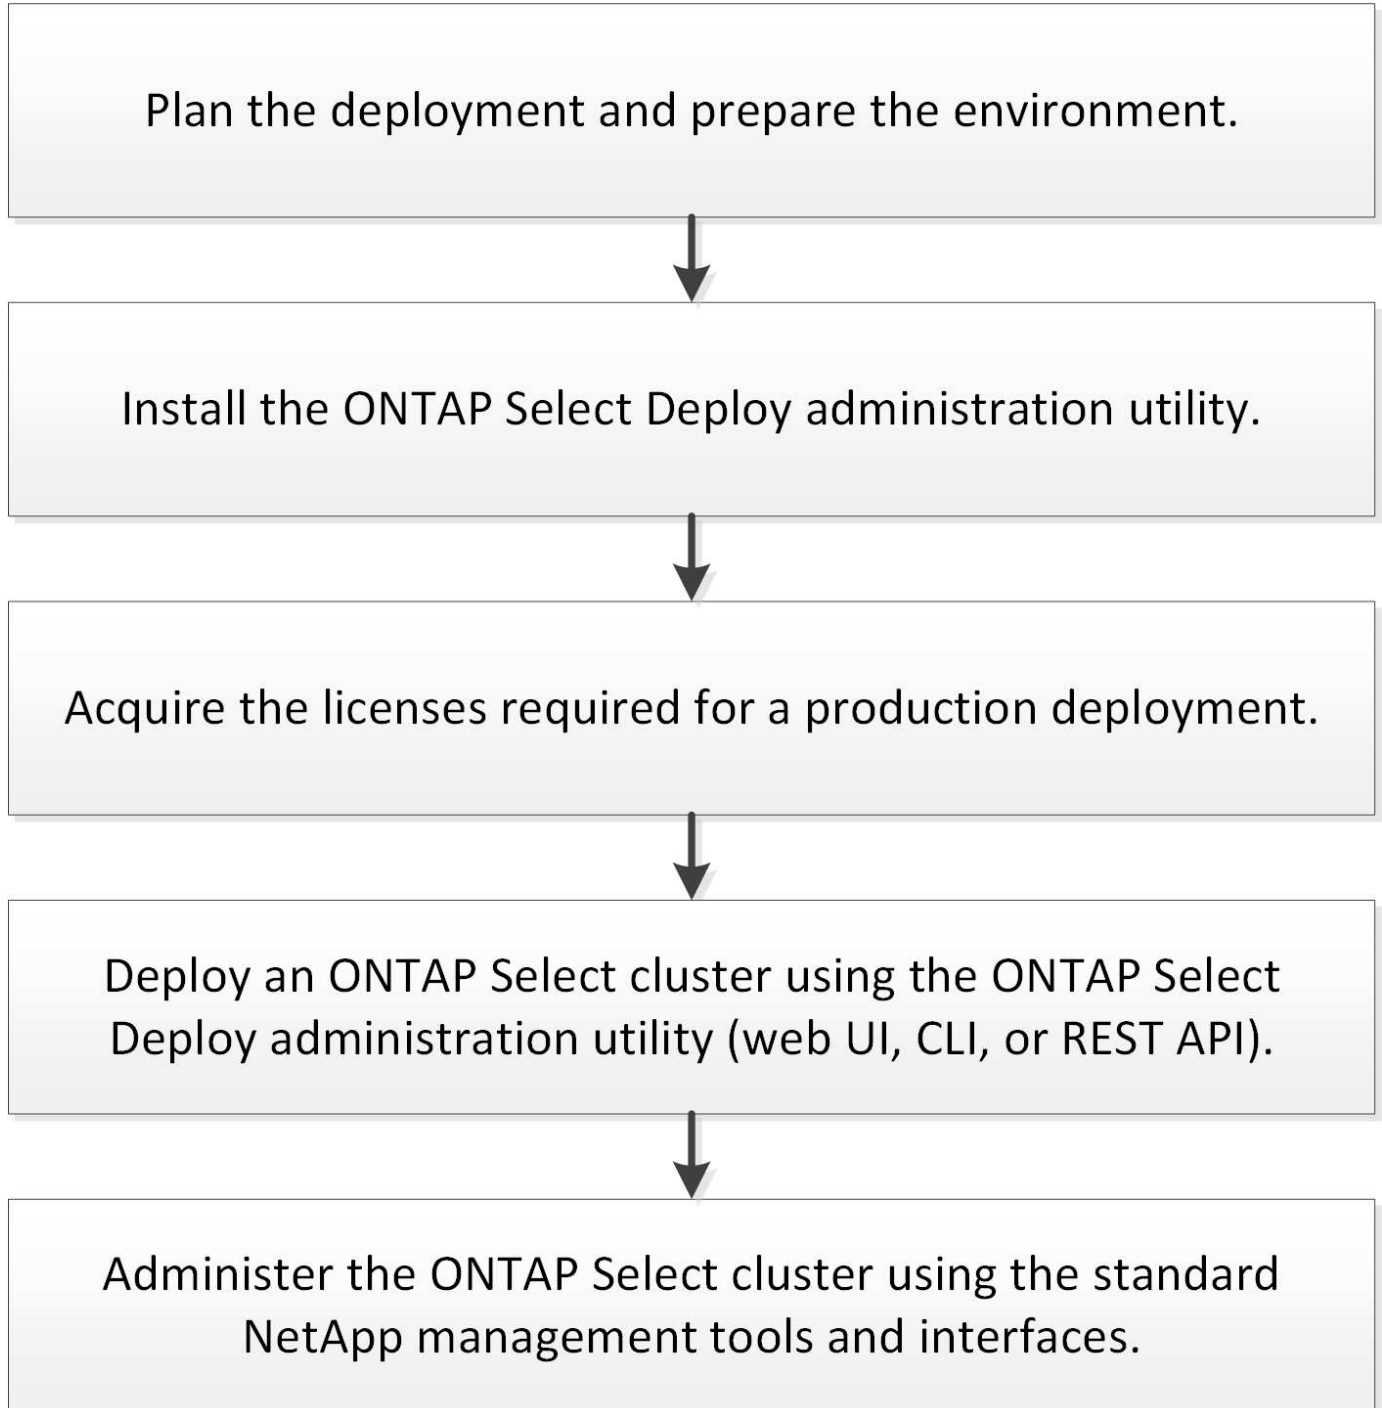 Plan the deployment and prepare the environment.
Install the ONTAP Select Deploy administration utility.
Acquire the licenses required for a production deployment.
Deploy an ONTAP Select cluster using the ONTAP Select
Deploy administration utility (web UI, CLI, or REST API).
Administer the ONTAP Select cluster using the standard
NetApp management tools and interfaces.